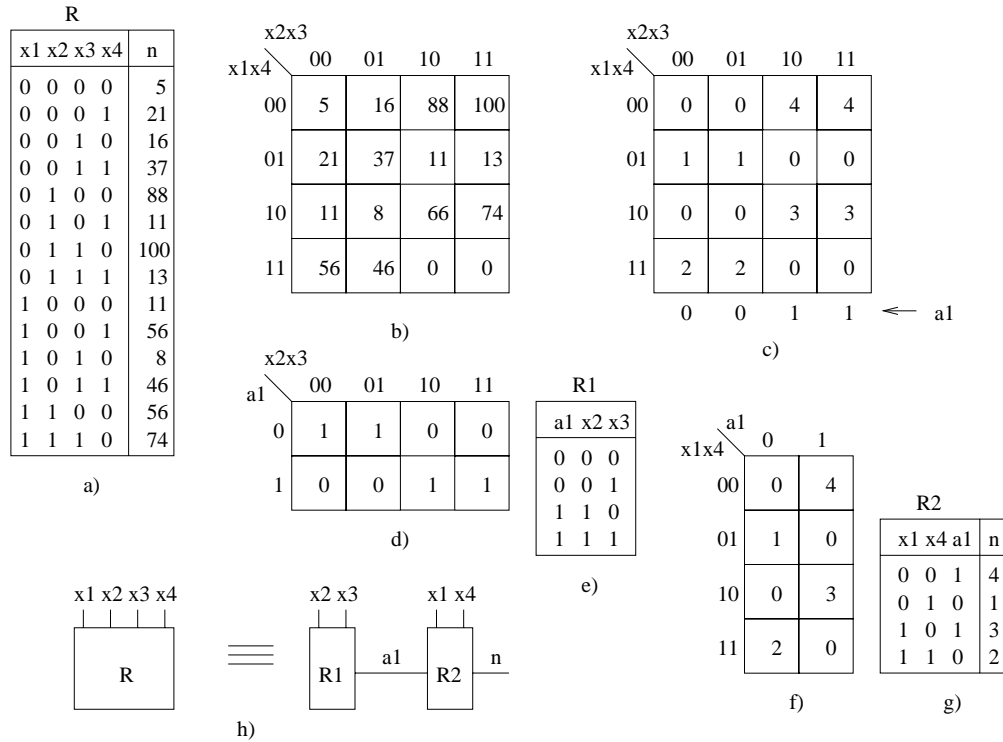 R
x1 x2 x3 x4 n
0 0 0 0 5
0 0 0 1 21
0 0 1 0 16
0 0 1 1 37
0 1 0 0 88
0 1 0 1 11
0 1 1 0 100
0 1 1 1 13
1 0 0 0 11
1 0 0 1 56
1 0 1 0 8
1 0 1 1 46
1 1 0 0 56
1 1 1 0 74
a)
x2x3
x1x4
00 01 10 11
00 5 16 88 100
01 21 37 11 13
10 11 8 66 74
11 56 46 0 0
b)
x2x3
x1x4
00 01 10 11
00 0 0 4 4
01 1 1 0 0
10 0 0 3 3
11 2 2 0 0
0 0 1 1 a1
c)
x2x3
a1
00 01 10 11
0 1 1 0 0
1 0 0 1 1
d)
R1
a1 x2 x3
0 0 0
0 0 1
1 1 0
1 1 1
e)
a1
x1x4
0 1
00 0 4
01 1 0
10 0 3
11 2 0
f)
R2
x1 x4 a1 n
0 0 1 4
0 1 0 1
1 0 1 3
1 1 0 2
g)
x1 x2 x3 x4
R
x2 x3
R1
a1
x1 x4
R2
n
h)